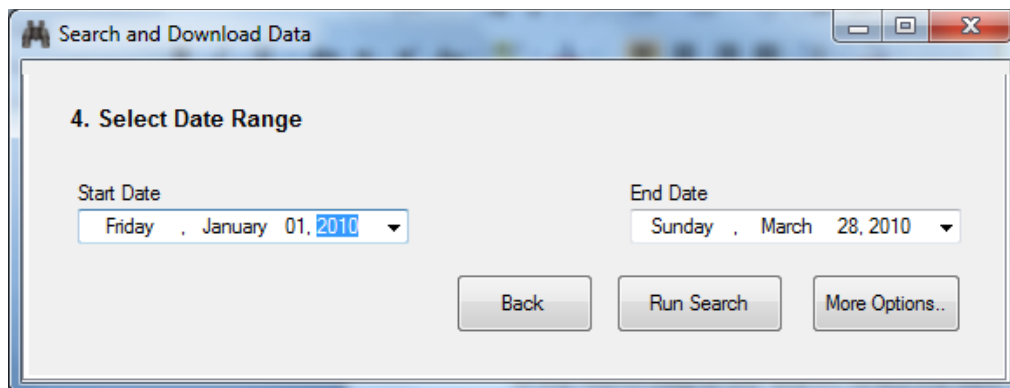 Search and Download Data
4. Select Date Range
Start Date
End Date
Friday , January 01, 2010
Sunday , March 28, 2010
Back
Run Search
More Options..